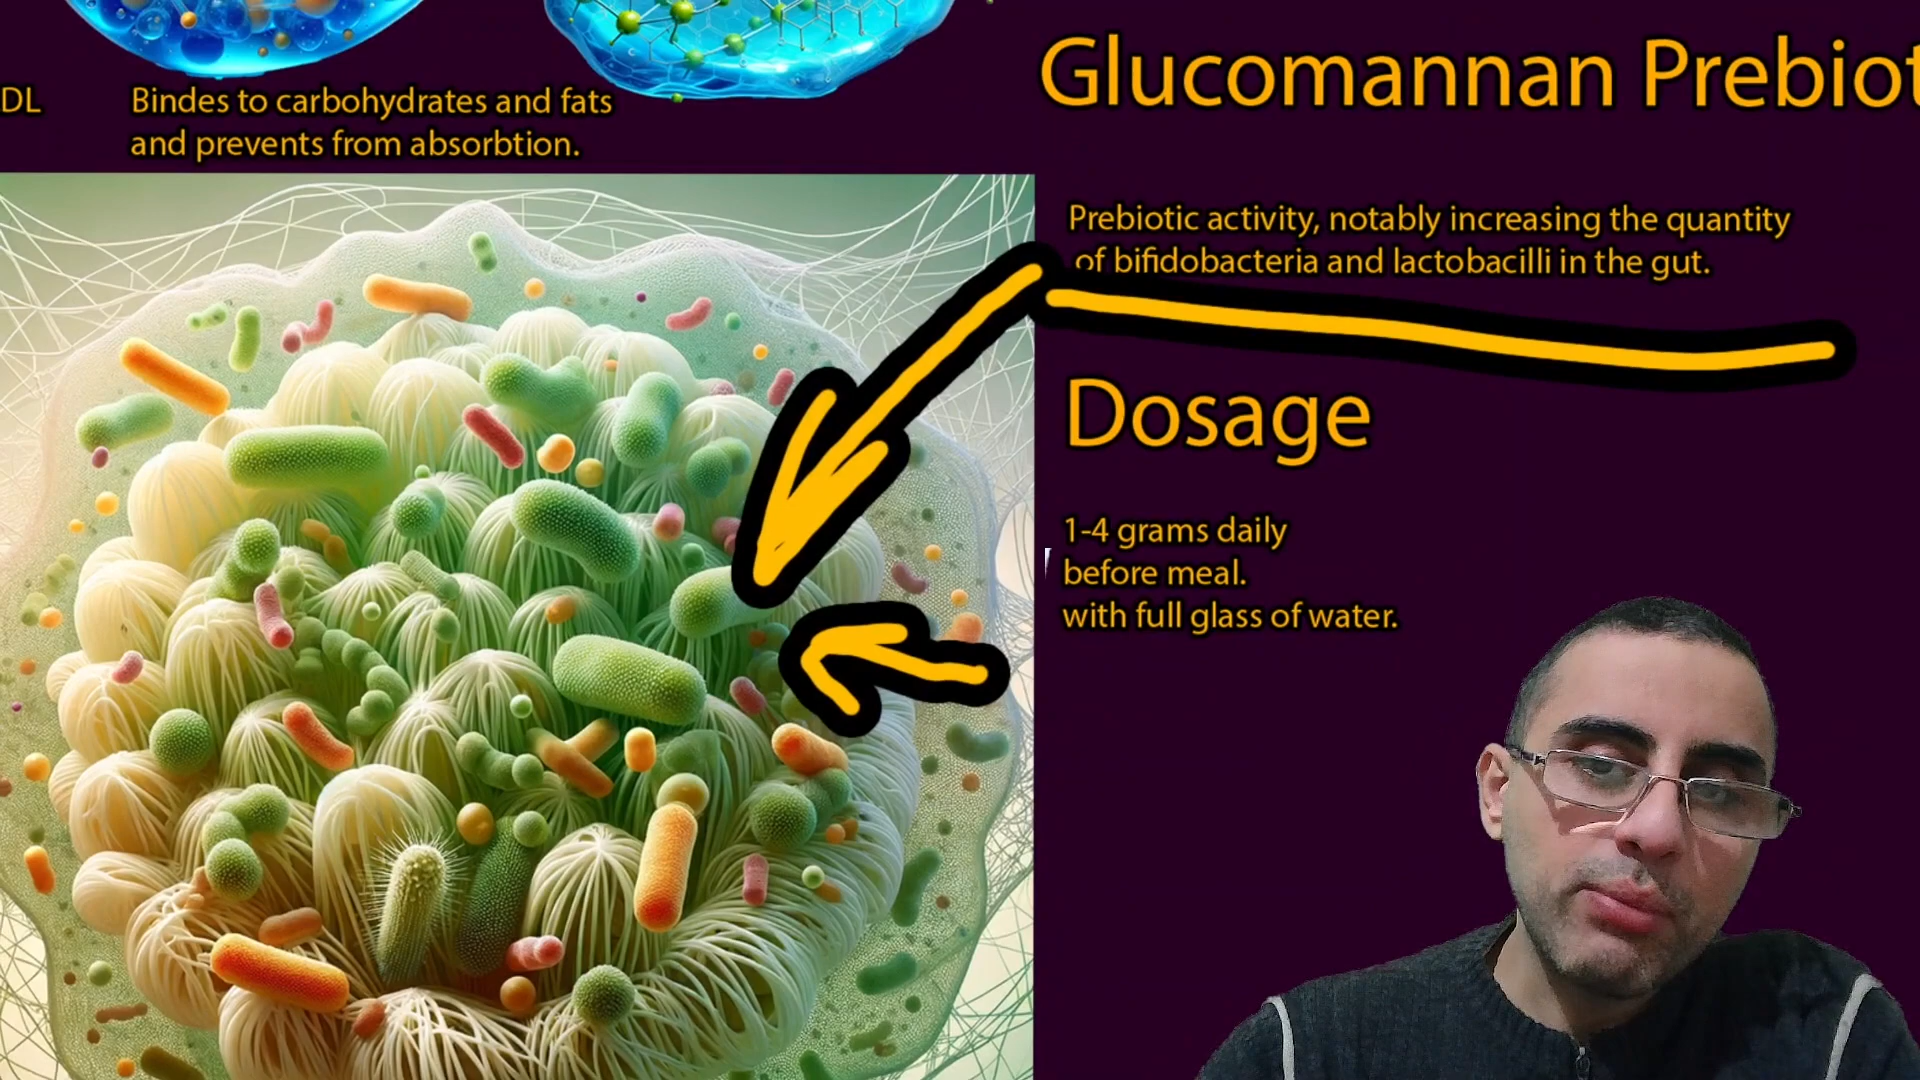 DL
Bindes to carbohydrates and fats
and prevents from absorbtion.
Glucomannan Prebiot
Prebiotic activity, notably increasing the quantity
of bifidobacteria and lactobacilli in the gut.
Dosage
1-4 grams daily
before meal.
with full glass of water.